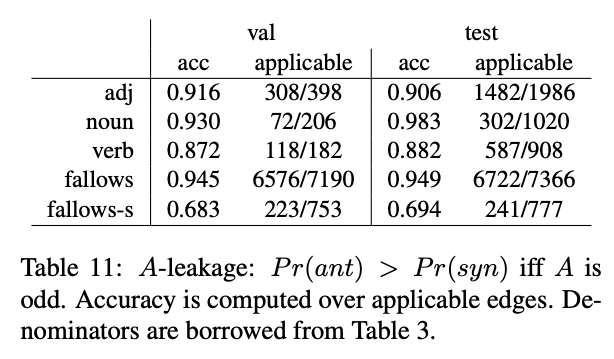 val test
acc applicable acc applicable
adj 0.916 308/398 0.906 1482/1986
noun 0.930 72/206 0.983 302/1020
verb 0.872 118/182 0.882 587/908
fallows 0.945 6576/7190 0.949 6722/7366
fallows-s 0.683 223/753 0.694 241/777
Table 11: A-leakage: Pr(ant) > Pr(syn) iff A is
odd. Accuracy is computed over applicable edges. De-
nominators are borrowed from Table 3.